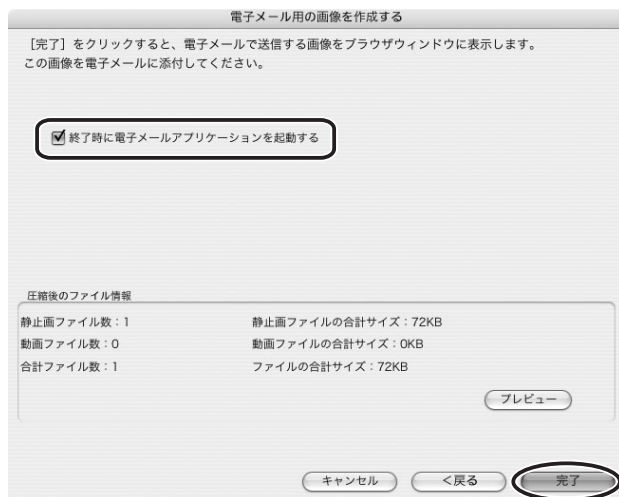 電子メール用の画像を作成する
［完了］をクリックすると、電子メールで送信する画像をブラウザウィンドウに表示します。
この画像を電子メールに添付してください。
終了時に電子メールアプリケーションを起動する
圧縮後のファイル情報
静止画ファイル数：1 静止画ファイルの合計サイズ：72KB
動画ファイル数：0 動画ファイルの合計サイズ：0KB
合計ファイル数：1 ファイルの合計サイズ：72KB
プレビュー
キャンセル <戻る 完了